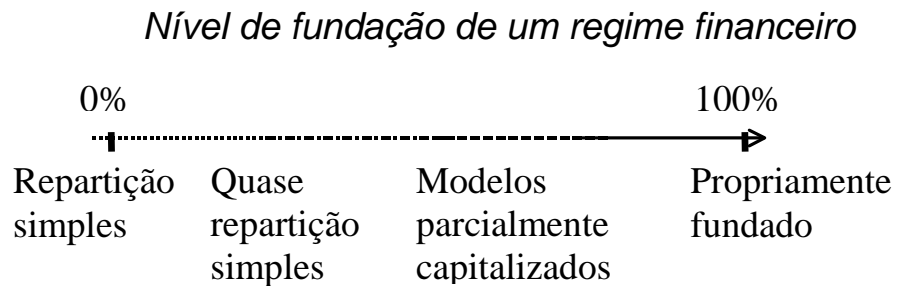 Nível de fundação de um regime financeiro
0% 100%
Repartição Quase Modelos Propriamente
simples repartição parcialmente fundado
simples capitalizados